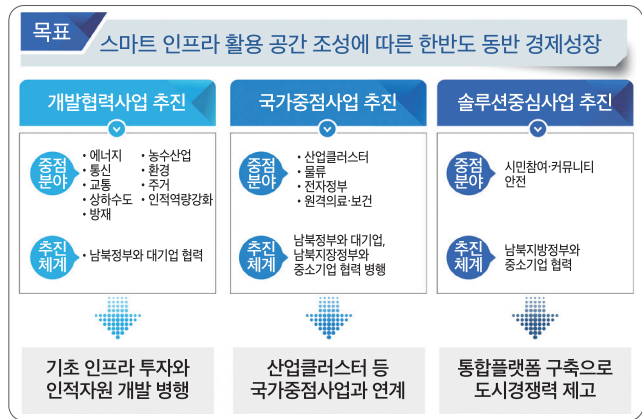 목표
스마트 인프라 활용 공간 조성에 따른 한반도 동반 경제성장
개발협력사업 추진
중점
분야
• 에너지
• 통신
• 교통
• 상하수도
• 방재
• 농수산업
• 환경
• 주거
• 인적역량강화
추진
체계
• 남북정부와 대기업 협력
기초 인프라 투자와
인적자원 개발 병행
국가중점사업 추진
중점
분야
• 산업클러스터
• 물류
• 전자정부
• 원격의료·보건
추진
체계
남북정부와 대기업,
남북지장정부와
중소기업 협력 병행
산업클러스터 등
국가중점사업과 연계
솔루션중심사업 추진
중점
분야
시민참여·커뮤니티
안전
추진
체계
남북지방정부와
중소기업 협력
통합플랫폼 구축으로
도시경쟁력 제고